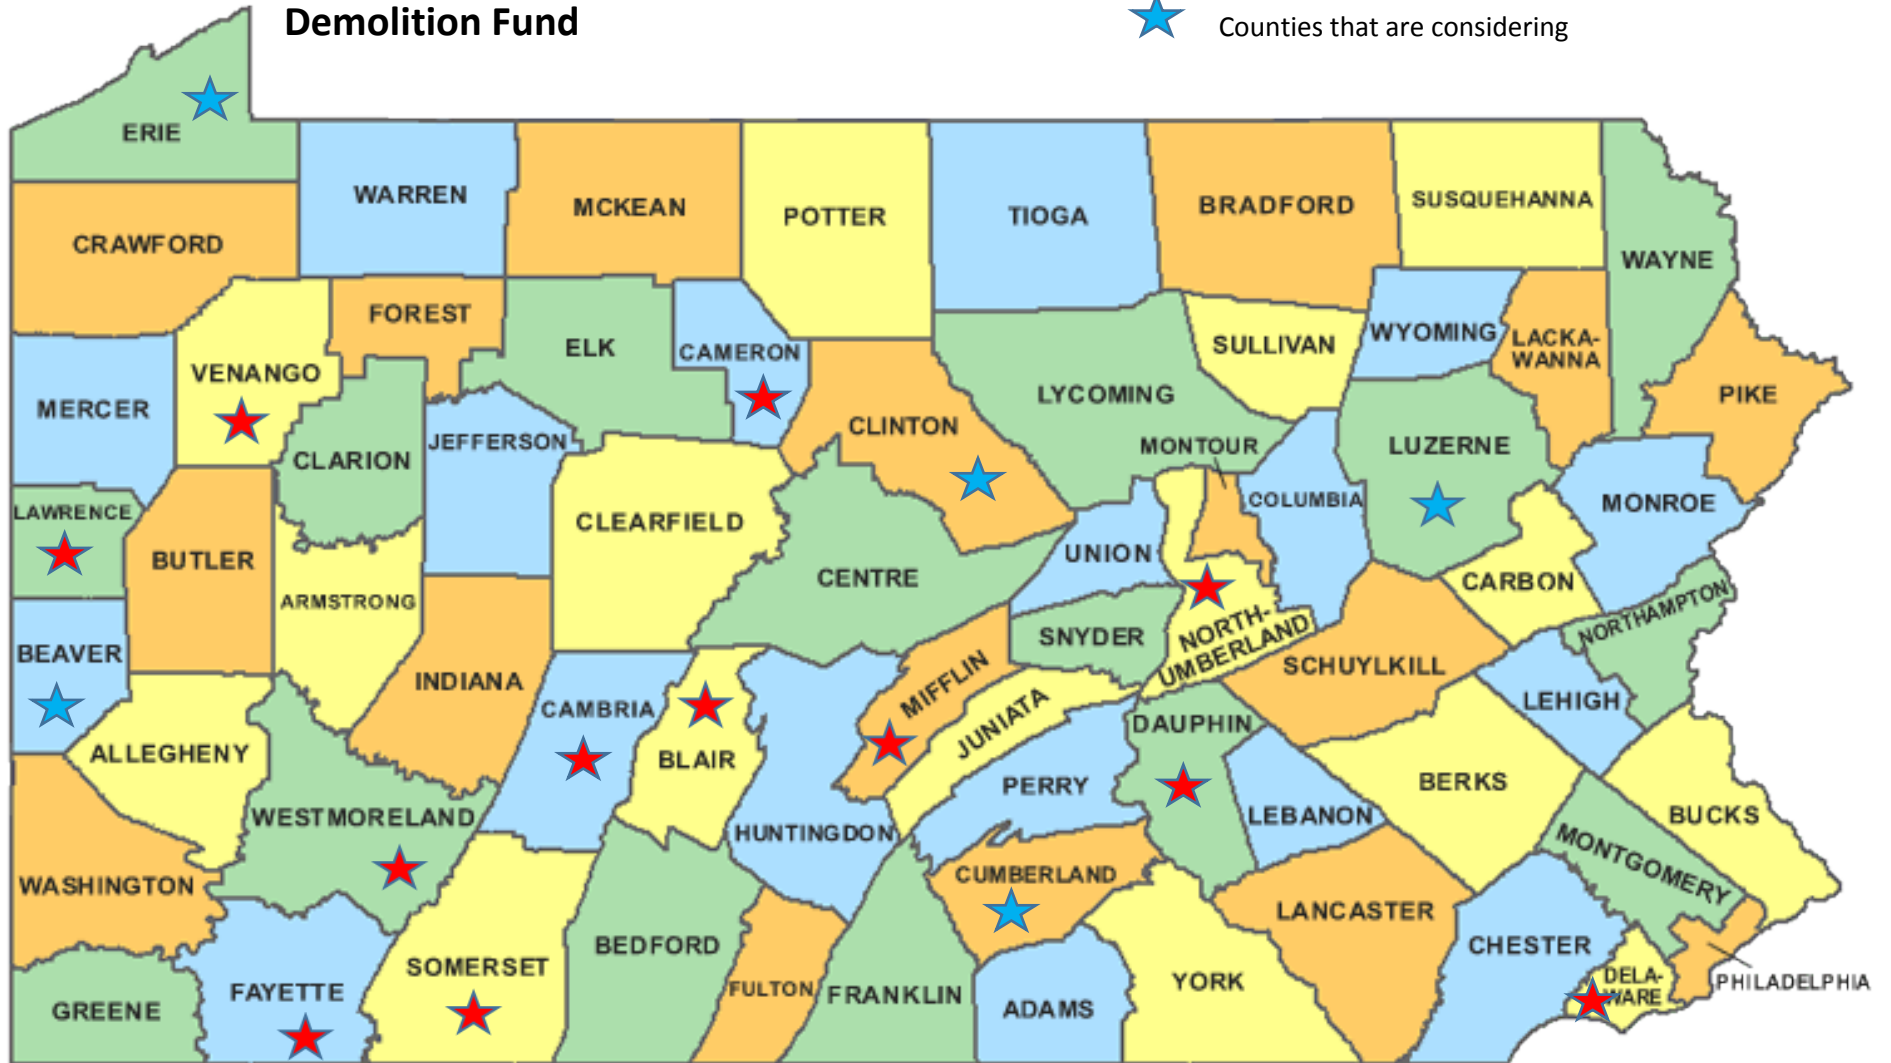 Demolition Fund
Counties that are considering
ERIE
WARREN
MCKEAN
POTTER
TIOGA
BRADFORD
SUSQUEHANNA
WAYNE
CRAWFORD
FOREST
ELK
CAMERON
SULLIVAN
WYOMING
LACKA-
WANNA
PIKE
MERCER
VENANGO
CLARION
JEFFERSON
CLINTON
LYCOMING
MONTOUR
COLUMBIA
LUZERNE
MONROE
LAWRENCE
BUTLER
ARMSTRONG
CLEARFIELD
CENTRE
UNION
SNYDER
NORTH-
UMBERLAND
CARBON
NORTHAMPTON
BEAVER
INDIANA
CAMBRIA
BLAIR
MIFFLIN
JUNIATA
SCHUYLKILL
LEHIGH
ALLEGHENY
WESTMORELAND
HUNTINGDON
PERRY
DAUPHIN
LEBANON
BERKS
BUCKS
MONTGOMERY
WASHINGTON
CUMBERLAND
LANCASTER
CHESTER
DELA-
WARE
PHILADELPHIA
GREENE
FAYETTE
SOMERSET
BEDFORD
FULTON
FRANKLIN
ADAMS
YORK